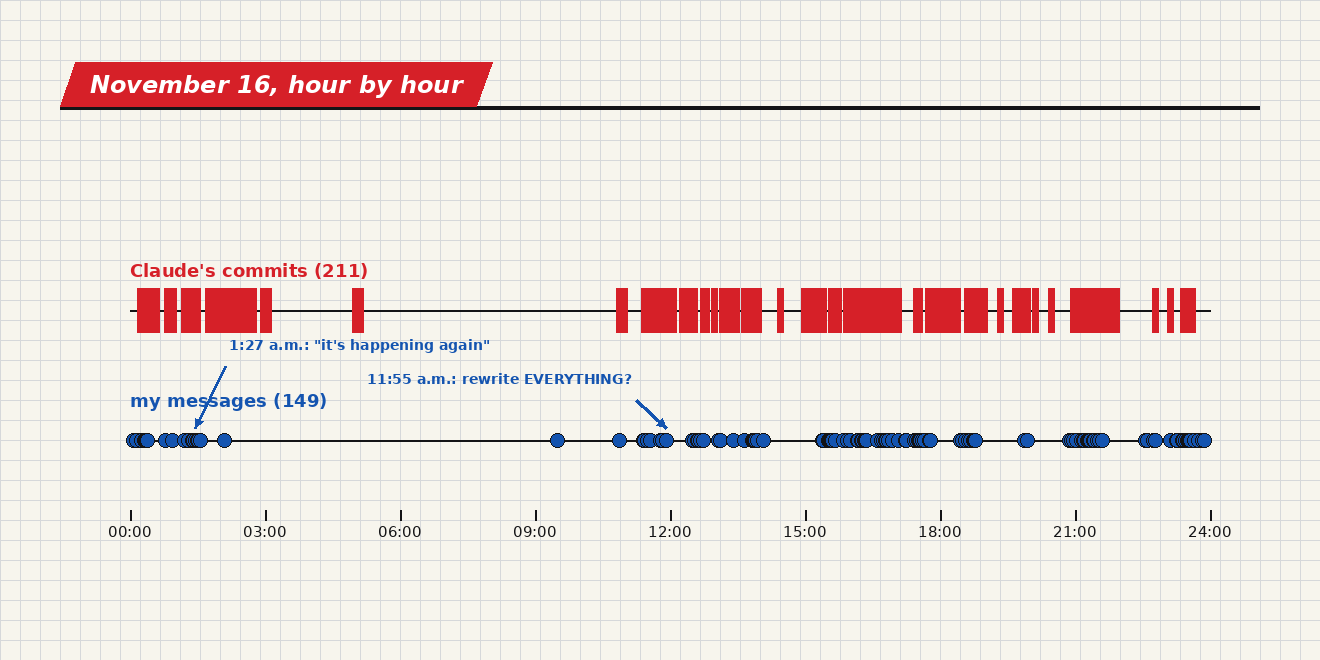 November 16, hour by hour
Claude's commits (211)
1:27 a.m.: "it's happening again"
11:55 a.m.: rewrite EVERYTHING?
my messages (149)
00:00 03:00 06:00 09:00 12:00 15:00 18:00 21:00 24:00